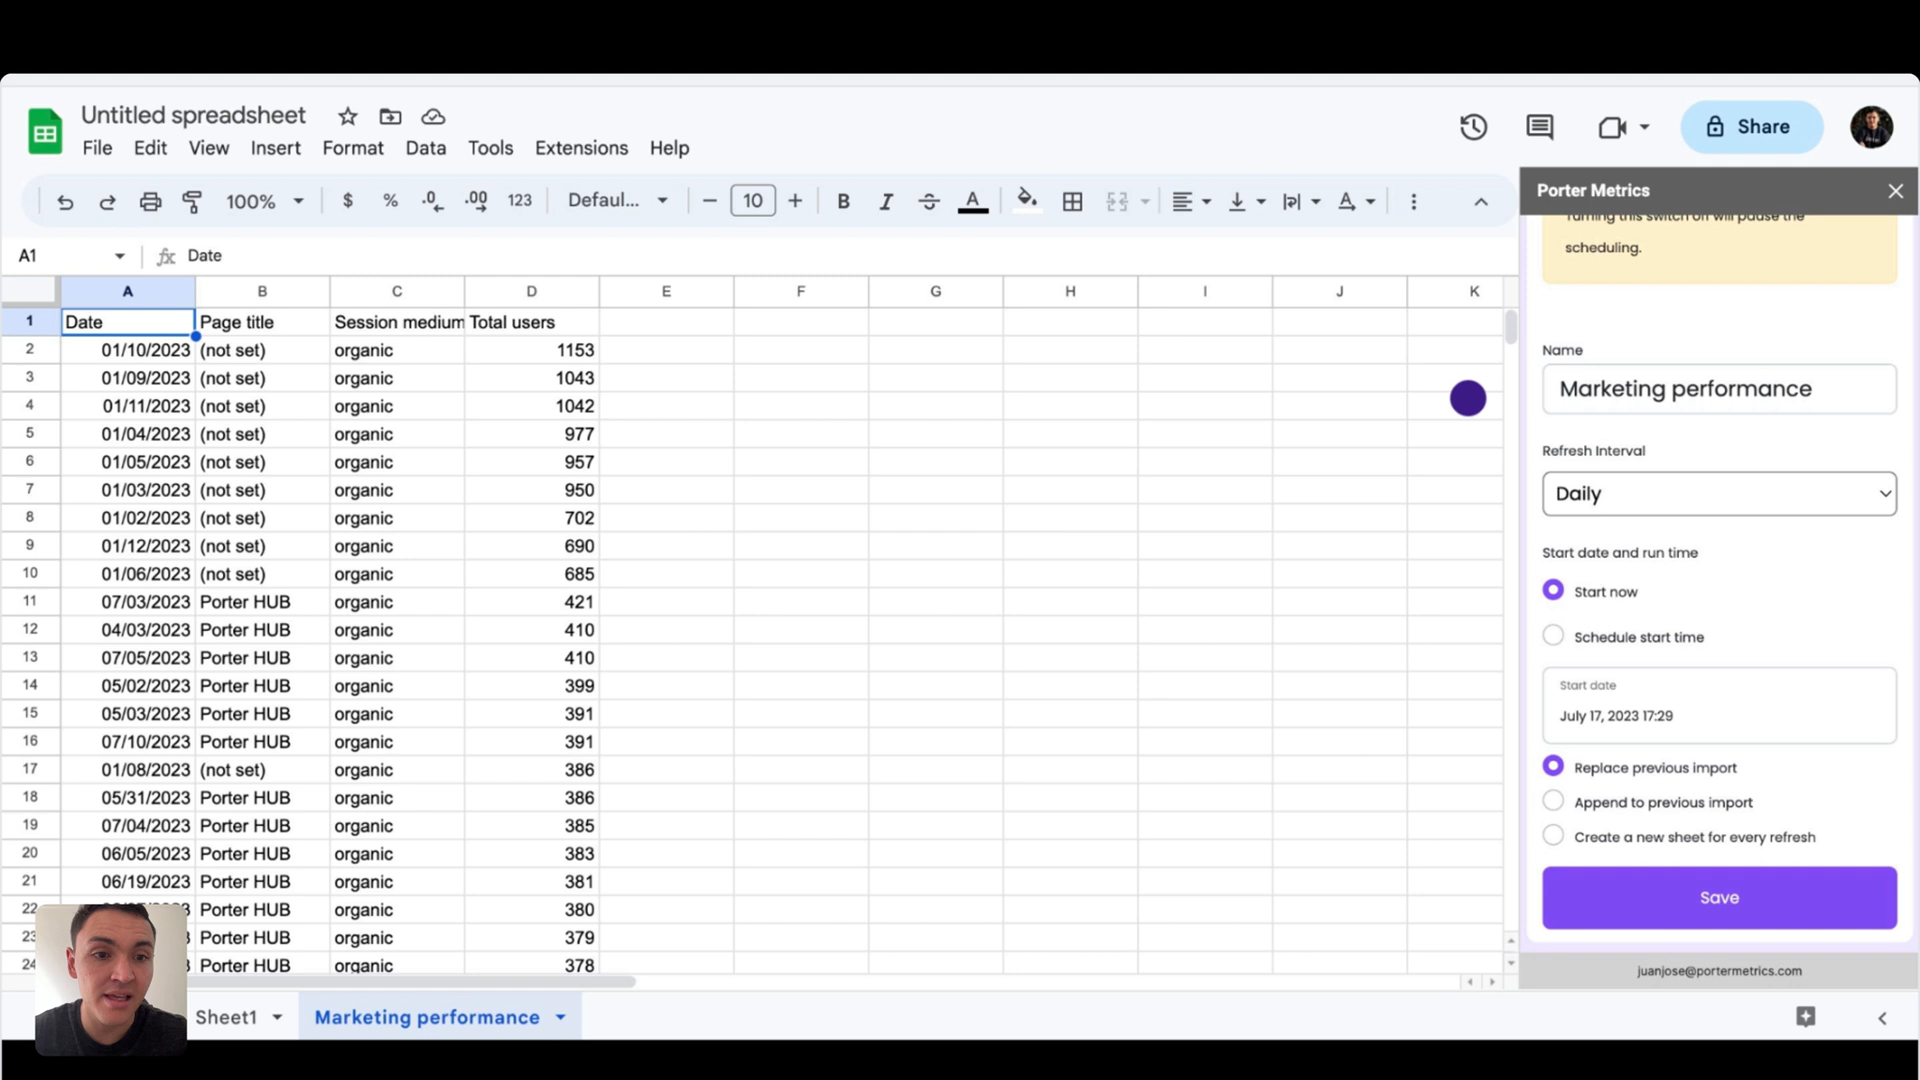 Untitled spreadsheet
File Edit View Insert Format Data Tools Extensions Help
Share
100% $ % .0 .00 123 Defaul... 10 B I A
Porter Metrics
A1 fx Date
A B C D E F G H I J K
1 Date Page title Session medium Total users
2 01/10/2023 (not set) organic 1153
3 01/09/2023 (not set) organic 1043
4 01/11/2023 (not set) organic 1042
5 01/04/2023 (not set) organic 977
6 01/05/2023 (not set) organic 957
7 01/03/2023 (not set) organic 950
8 01/02/2023 (not set) organic 702
9 01/12/2023 (not set) organic 690
10 01/06/2023 (not set) organic 685
11 07/03/2023 Porter HUB organic 421
12 04/03/2023 Porter HUB organic 410
13 07/05/2023 Porter HUB organic 410
14 05/02/2023 Porter HUB organic 399
15 05/03/2023 Porter HUB organic 391
16 07/10/2023 Porter HUB organic 391
17 01/08/2023 (not set) organic 386
18 05/31/2023 Porter HUB organic 386
19 07/04/2023 Porter HUB organic 385
20 06/05/2023 Porter HUB organic 383
21 06/19/2023 Porter HUB organic 381
22 Porter HUB organic 380
23 Porter HUB organic 379
24 Porter HUB organic 378
Sheet1 Marketing performance
Turning this switch off will pause the
scheduling.
Name
Marketing performance
Refresh Interval
Daily
Start date and run time
Start now
Schedule start time
Start date
July 17, 2023 17:29
Replace previous import
Append to previous import
Create a new sheet for every refresh
Save
juanjose@portermetrics.com